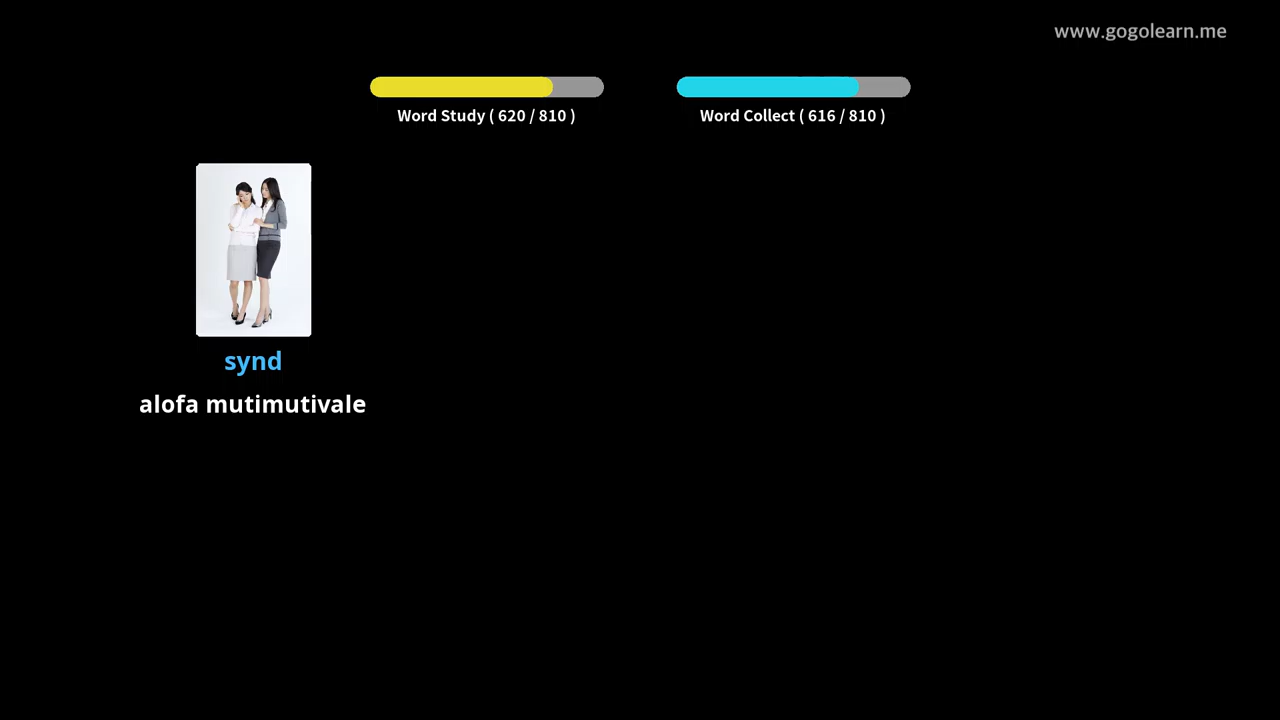 www.gogolearn.me
Word Study ( 620 / 810 )
Word Collect ( 616 / 810 )
synd
alofa mutimutivale